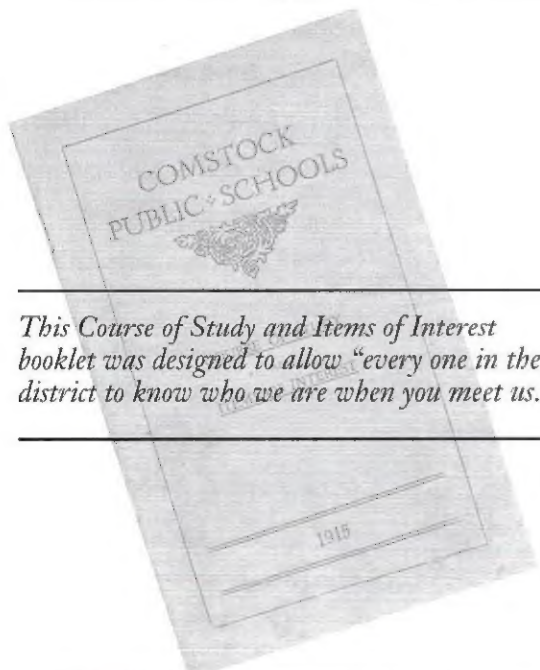 COMSTOCK
PUBLIC SCHOOLS
This Course of Study and Items of Interest
booklet was designed to allow "every one in the
district to know who we are when you meet us.
INTEREST
1915